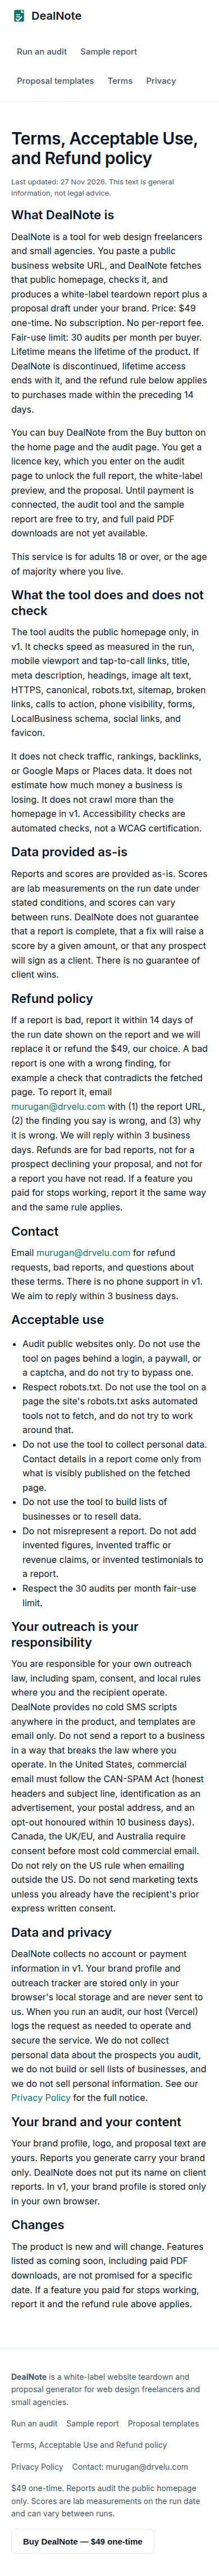 DealNote
Run an audit
Sample report
Proposal templates
Terms
Privacy
Terms, Acceptable Use,
and Refund policy
Last updated: 27 Nov 2026. This text is general
information, not legal advice.
What DealNote is
DealNote is a tool for web design freelancers
and small agencies. You paste a public
business website URL, and DealNote fetches
that public homepage, checks it, and
produces a white-label teardown report plus a
proposal draft under your brand. Price: $49
one-time. No subscription. No per-report fee.
Fair-use limit: 30 audits per month per buyer.
Lifetime means the lifetime of the product. If
DealNote is discontinued, lifetime access
ends with it, and the refund rule below applies
to purchases made within the preceding 14
days.
You can buy DealNote from the Buy button on
the home page and the audit page. You get a
licence key, which you enter on the audit
page to unlock the full report, the white-label
preview, and the proposal. Until payment is
connected, the audit tool and the sample
report are free to try, and full paid PDF
downloads are not yet available.
This service is for adults 18 or over, or the age
of majority where you live.
What the tool does and does not
check
The tool audits the public homepage only, in
v1. It checks speed as measured in the run,
mobile viewport and tap-to-call links, title,
meta description, headings, image alt text,
HTTPS, canonical, robots.txt, sitemap, broken
links, calls to action, phone visibility, forms,
LocalBusiness schema, social links, and
favicon.
It does not check traffic, rankings, backlinks,
or Google Maps or Places data. It does not
estimate how much money a business is
losing. It does not crawl more than the
homepage in v1. Accessibility checks are
automated checks, not a WCAG certification.
Data provided as-is
Reports and scores are provided as-is. Scores
are lab measurements on the run date under
stated conditions, and scores can vary
between runs. DealNote does not guarantee
that a report is complete, that a fix will raise a
score by a given amount, or that any prospect
will sign as a client. There is no guarantee of
client wins.
Refund policy
If a report is bad, report it within 14 days of
the run date shown on the report and we will
replace it or refund the $49, our choice. A bad
report is one with a wrong finding, for
example a check that contradicts the fetched
page. To report it, email
murugan@drvelu.com with (1) the report URL,
(2) the finding you say is wrong, and (3) why
it is wrong. We will reply within 3 business
days. Refunds are for bad reports, not for a
prospect declining your proposal, and not for
a report you have not read. If a feature you
paid for stops working, report it the same way
and the same rule applies.
Contact
Email murugan@drvelu.com for refund
requests, bad reports, and questions about
these terms. There is no phone support in v1.
We aim to reply within 3 business days.
Acceptable use
• Audit public websites only. Do not use the
tool on pages behind a login, a paywall, or
a captcha, and do not try to bypass one.
• Respect robots.txt. Do not use the tool on a
page the site's robots.txt asks automated
tools not to fetch, and do not try to work
around that.
• Do not use the tool to collect personal data.
Contact details in a report come only from
what is visibly published on the fetched
page.
• Do not use the tool to build lists of
businesses or to resell data.
• Do not misrepresent a report. Do not add
invented figures, invented traffic or
revenue claims, or invented testimonials to
a report.
• Respect the 30 audits per month fair-use
limit.
Your outreach is your
responsibility
You are responsible for your own outreach
law, including spam, consent, and local rules
where you and the recipient operate.
DealNote provides no cold SMS scripts
anywhere in the product, and templates are
email only. Do not send a report to a business
in a way that breaks the law where you
operate. In the United States, commercial
email must follow the CAN-SPAM Act (honest
headers and subject line, identification as an
advertisement, your postal address, and an
opt-out honoured within 10 business days).
Canada, the UK/EU, and Australia require
consent before most cold commercial email.
Do not rely on the US rule when emailing
outside the US. Do not send marketing texts
unless you already have the recipient's prior
express written consent.
Data and privacy
DealNote collects no account or payment
information in v1. Your brand profile and
outreach tracker are stored only in your
browser's local storage and are never sent to
us. When you run an audit, our host (Vercel)
logs the request as needed to operate and
secure the service. We do not collect
personal data about the prospects you audit,
we do not build or sell lists of businesses, and
we do not sell personal information. See our
Privacy Policy for the full notice.
Your brand and your content
Your brand profile, logo, and proposal text are
yours. Reports you generate carry your brand
only. DealNote does not put its name on client
reports. In v1, your brand profile is stored only
in your own browser.
Changes
The product is new and will change. Features
listed as coming soon, including paid PDF
downloads, are not promised for a specific
date. If a feature you paid for stops working,
report it and the refund rule above applies.
DealNote is a white-label website teardown and
proposal generator for web design freelancers and
small agencies.
Run an audit Sample report Proposal templates
Terms, Acceptable Use and Refund policy
Privacy Policy Contact: murugan@drvelu.com
$49 one-time. Reports audit the public homepage
only. Scores are lab measurements on the run date
and can vary between runs.
Buy DealNote — $49 one-time